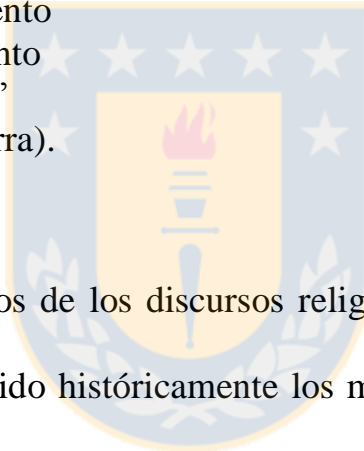 ento
nto
”
rra).
os de los discursos relig
ido históricamente los m